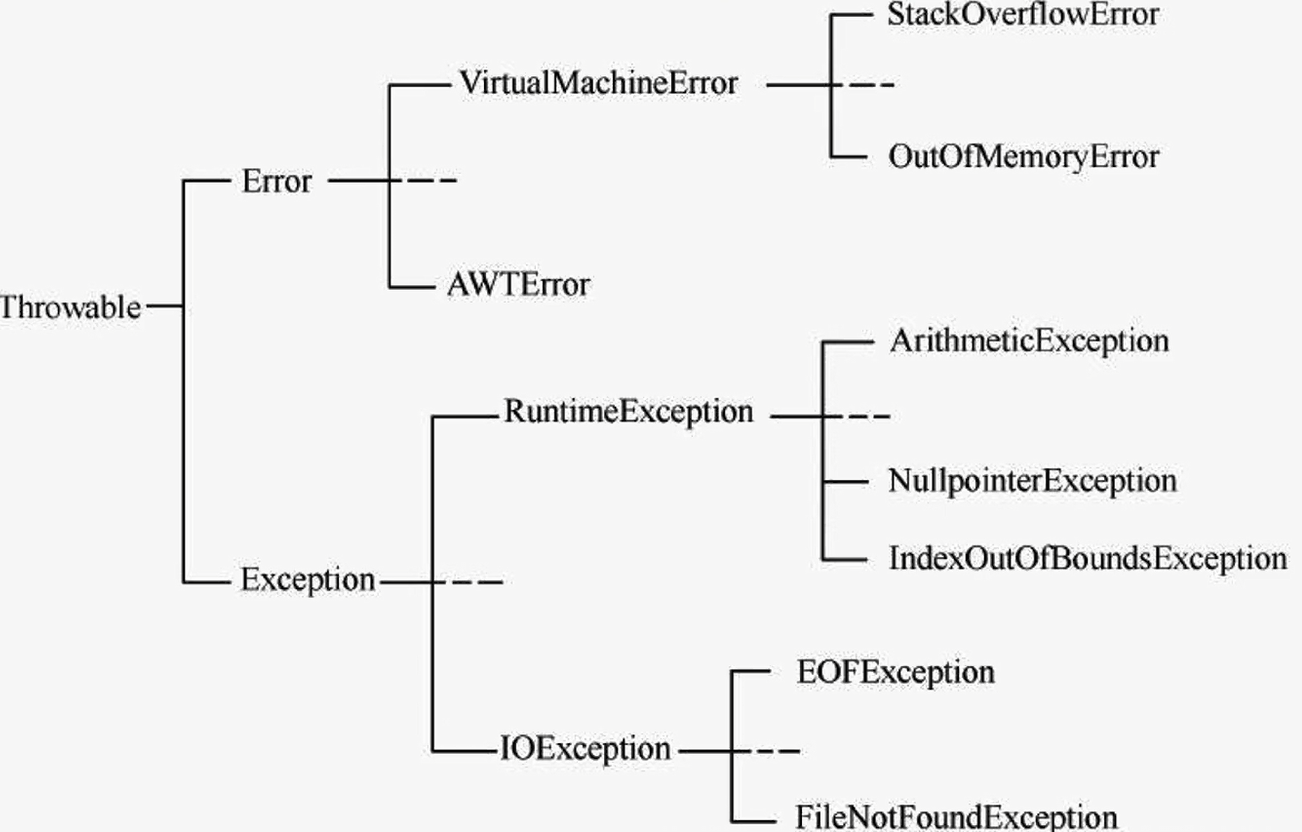 StackOverflowError
VirtualMachineError
OutOfMemoryError
Error
AWTError
Throwable
ArithmeticException
RuntimeException
NullpointerException
IndexOutOfBoundsException
Exception
EOFException
IOException
FileNotFoundException